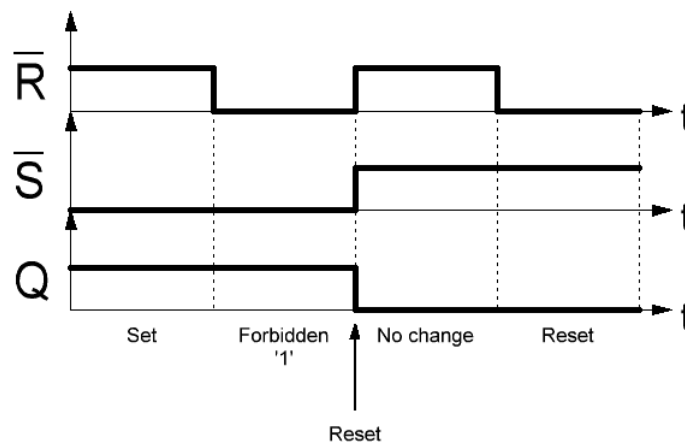 R̅
t
S̅
t
Q
t
Set
Forbidden
'1'
No change
Reset
Reset